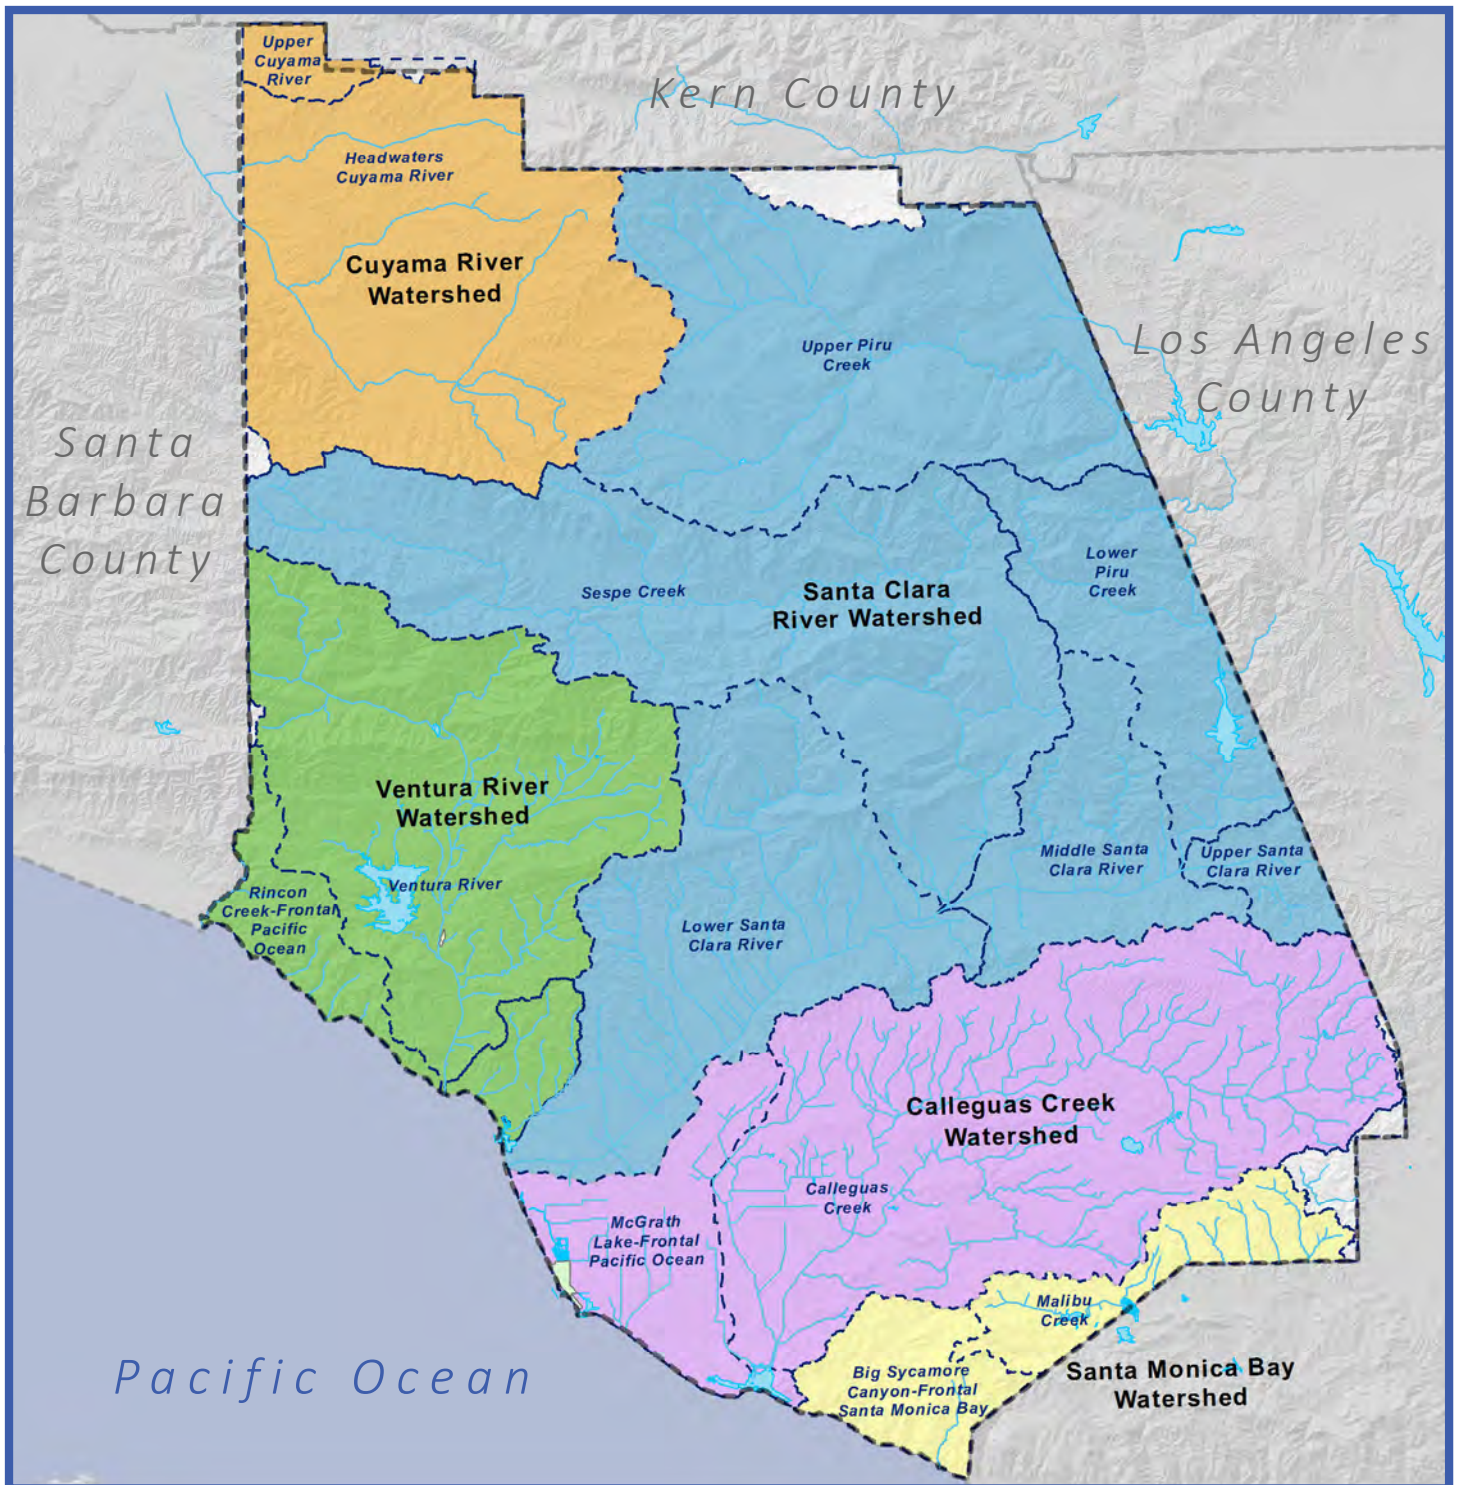 Upper
Cuyama
River
Kern County
Headwaters
Cuyama River
Cuyama River
Watershed
Upper Piru
Creek
Los Angeles
County
Santa
Barbara
County
Lower
Piru
Creek
Sespe Creek
Santa Clara
River Watershed
Ventura River
Watershed
Middle Santa
Clara River
Upper Santa
Clara River
Ventura River
Rincon
Creek-Frontal
Pacific
Ocean
Lower Santa
Clara River
Calleguas Creek
Watershed
Calleguas
Creek
McGrath
Lake-Frontal
Pacific Ocean
Malibu
Creek
Pacific Ocean
Big Sycamore
Canyon-Frontal
Santa Monica Bay
Santa Monica Bay
Watershed